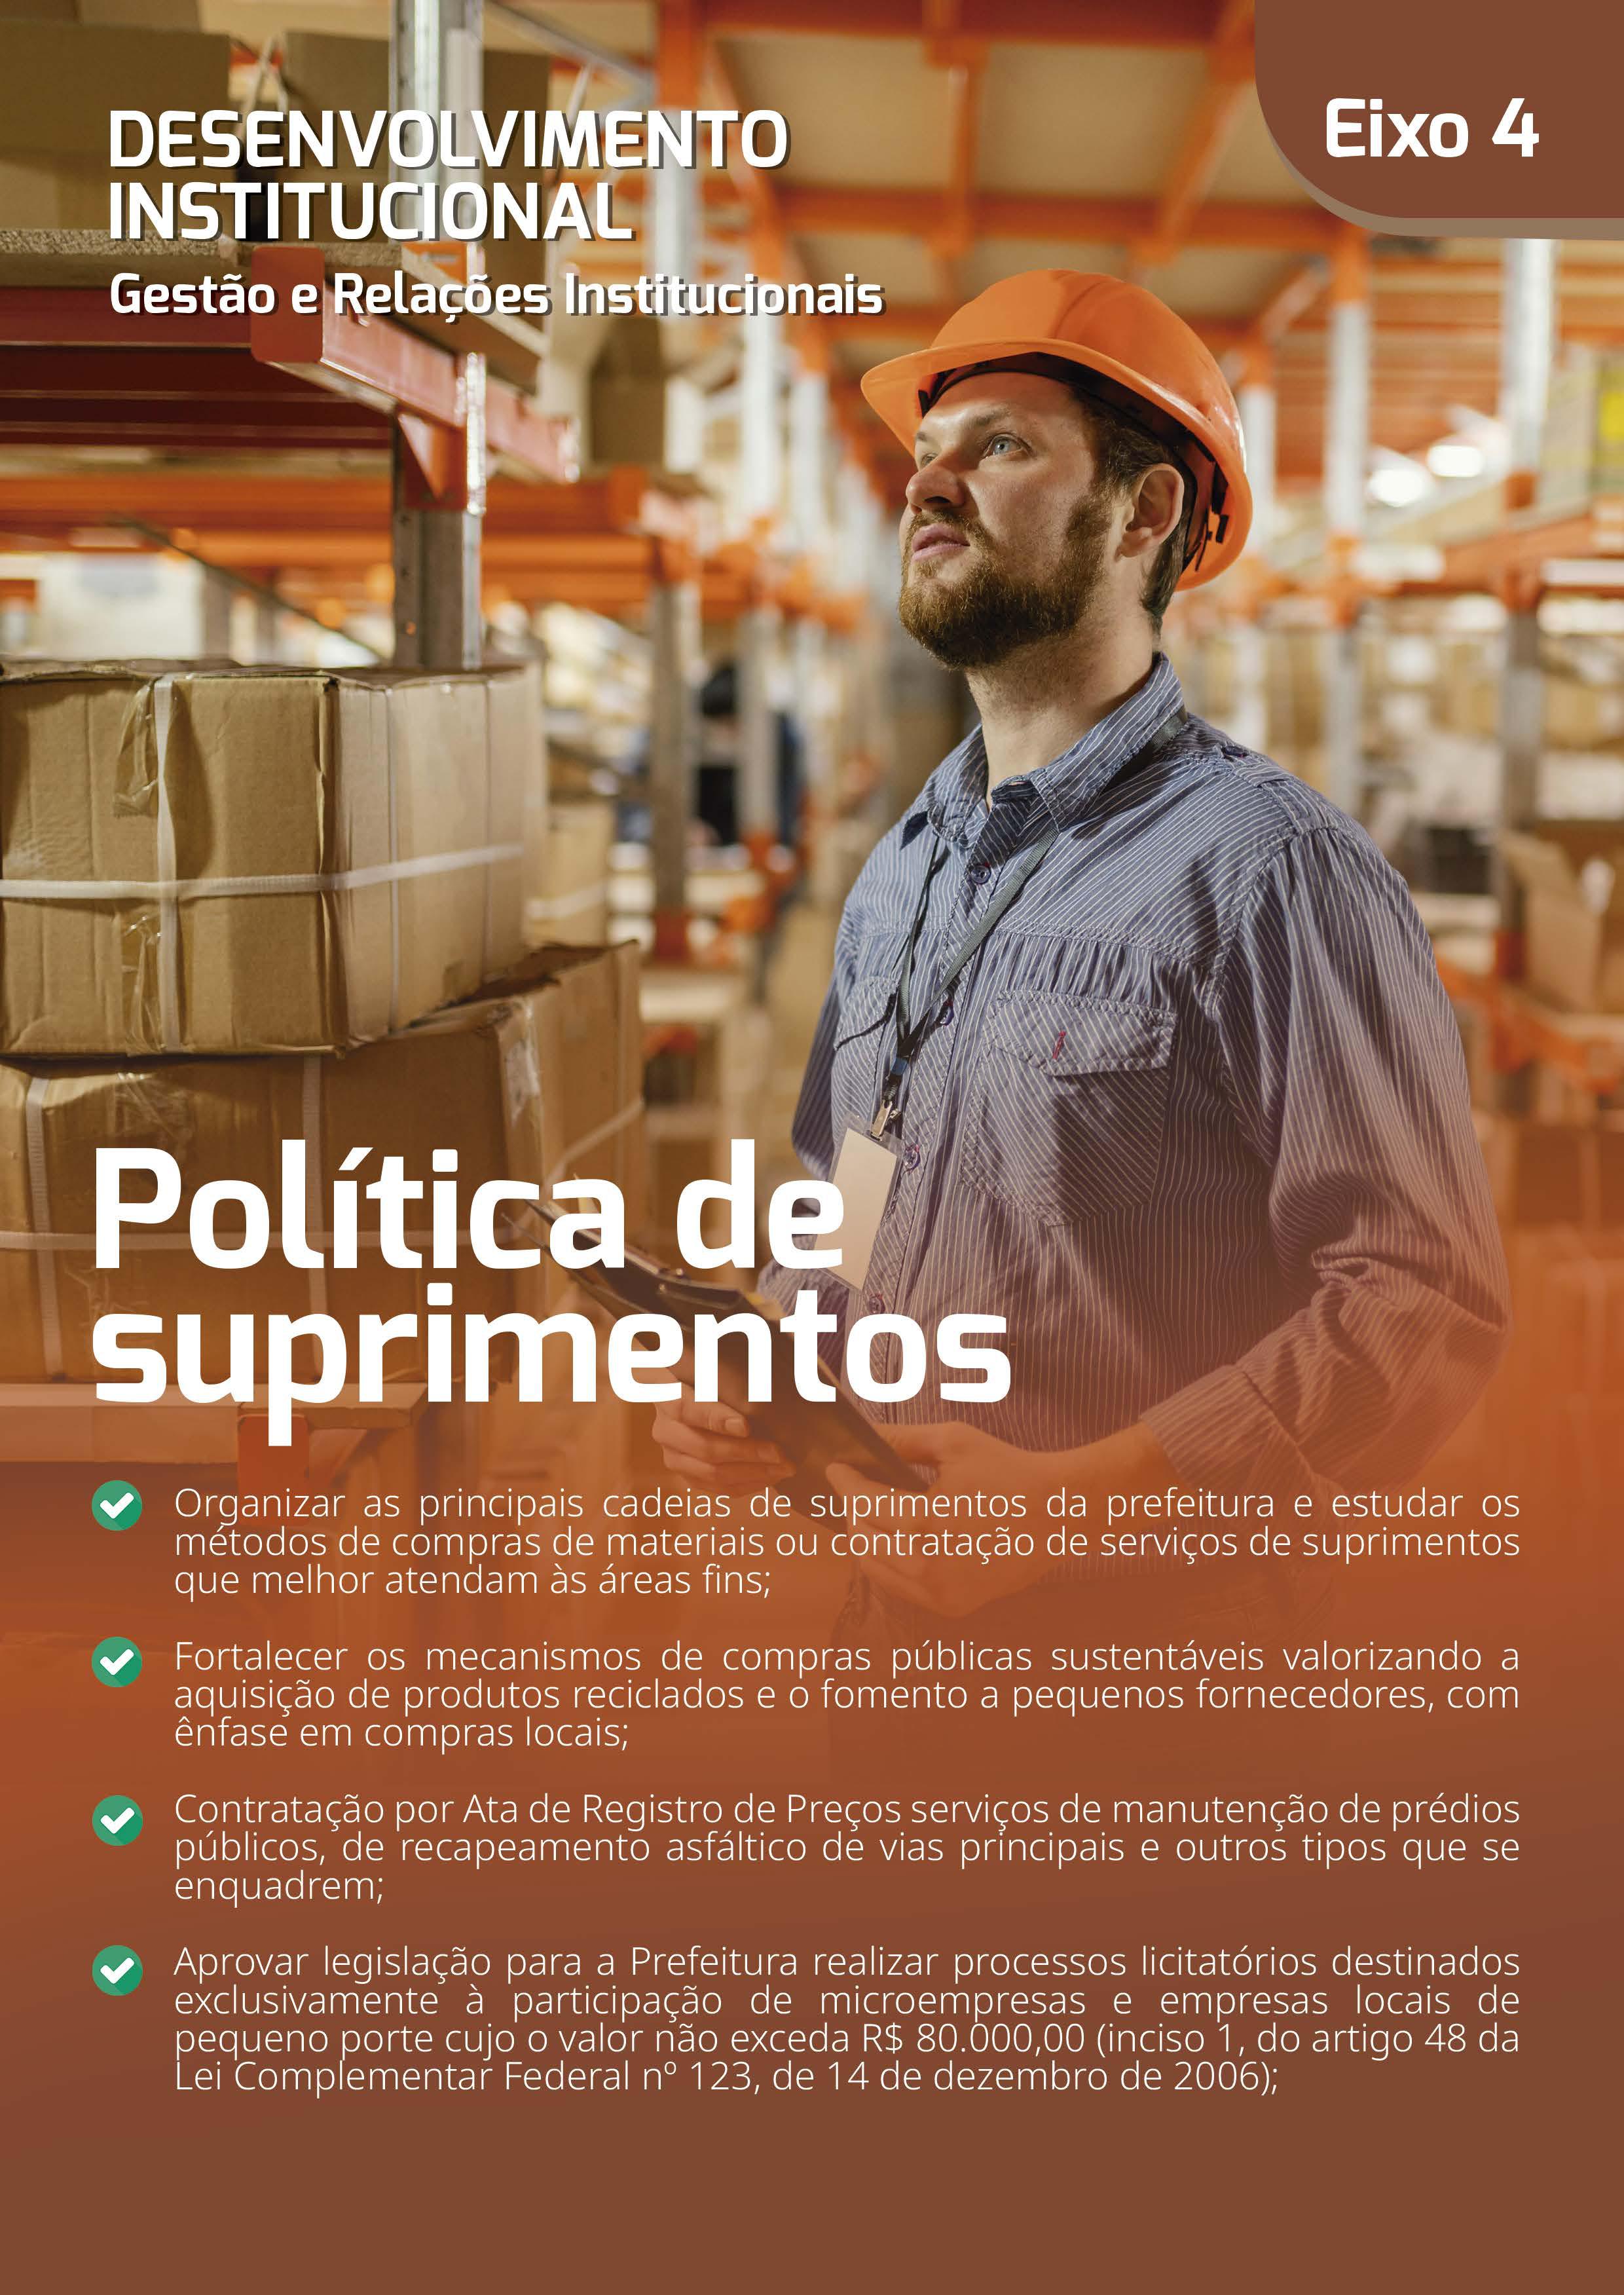 DESENVOLVIMENTO
INSTITUCIONAL
Gestão e Relações Institucionais
Eixo 4
Política de
suprimentos
Organizar as principais cadeias de suprimentos da prefeitura e estudar os
métodos de compras de materiais ou contratação de serviços de suprimentos
que melhor atendam às áreas fins;
Fortalecer os mecanismos de compras públicas sustentáveis valorizando a
aquisição de produtos reciclados e o fomento a pequenos fornecedores, com
ênfase em compras locais;
Contratação por Ata de Registro de Preços serviços de manutenção de prédios
públicos, de recapeamento asfáltico de vias principais e outros tipos que se
enquadrem;
Aprovar legislação para a Prefeitura realizar processos licitatórios destinados
exclusivamente à participação de microempresas e empresas locais de
pequeno porte cujo o valor não exceda R$ 80.000,00 (inciso 1, do artigo 48 da
Lei Complementar Federal nº 123, de 14 de dezembro de 2006);